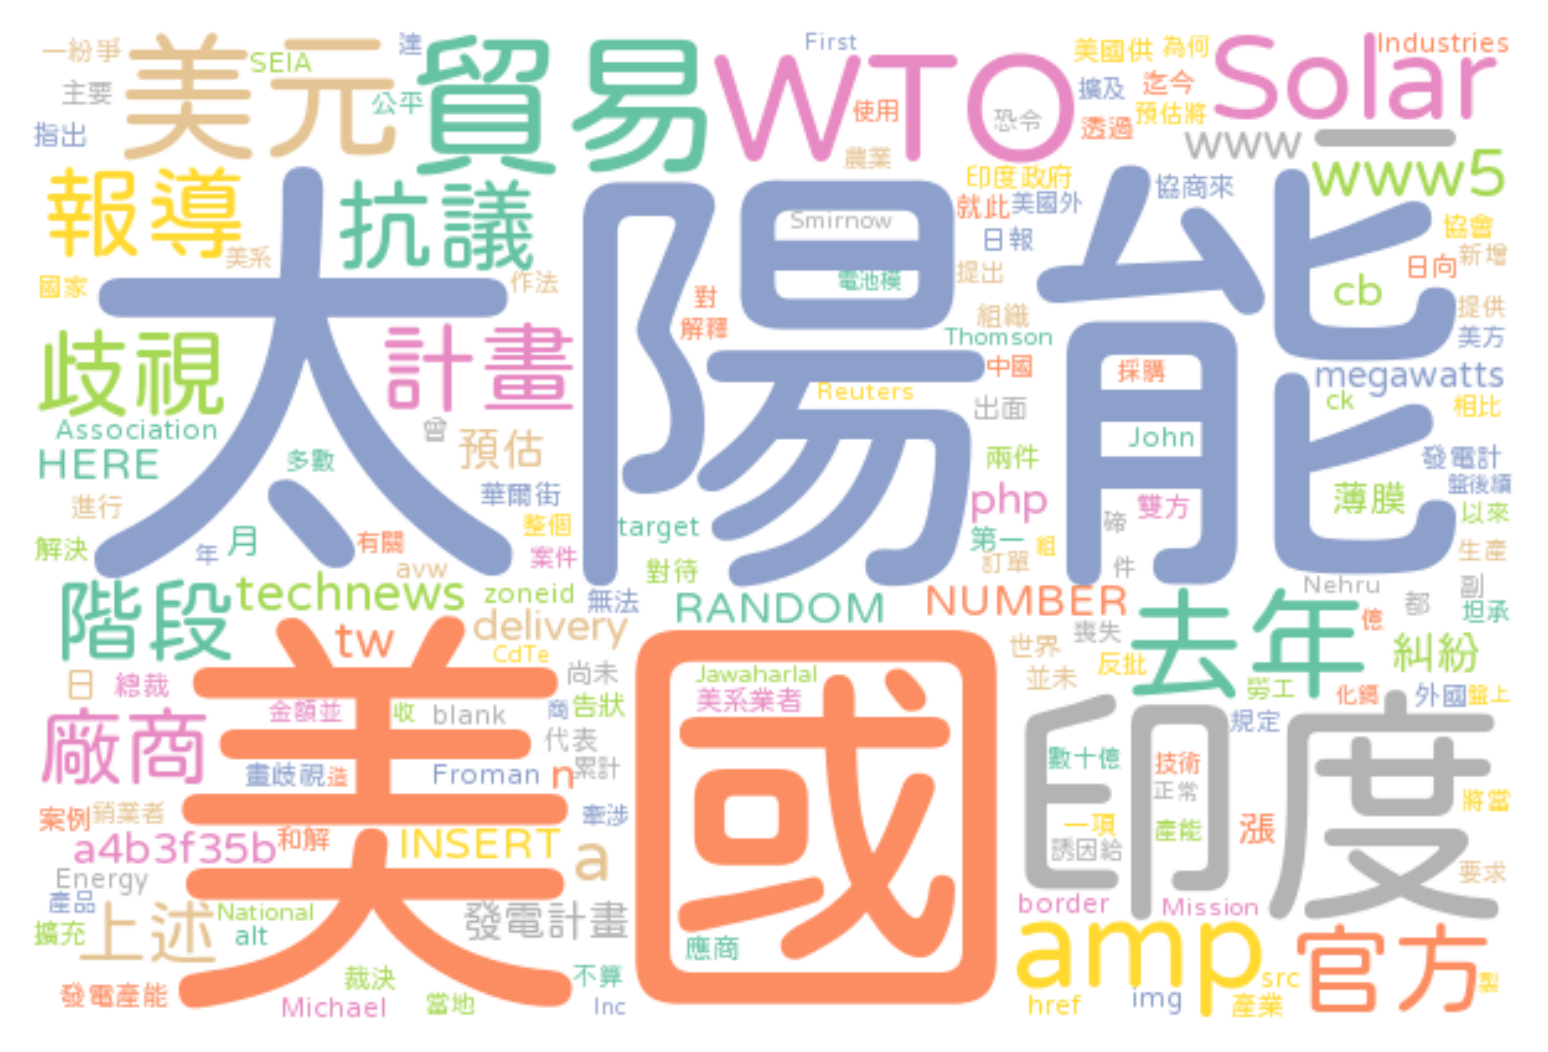 一紛爭
美元
SEIA
達
貿易
公平
主要
指出
WTO
First
使用
恐令
農業
美國供
為何
擴及
迄今
預估將
透過
Solar
Industries
www
一
www5
報導
抗議
美系
國家
作法
太陽能
Smirnow
電池模
對
解釋
印度政府
就此
美國外
日報
提出
協商來
組織
Thomson
中國
採購
Reuters
出面
John
協會
新增
日向
cb
提供
美方
megawatts
ck
相比
歧視
計畫
Association
HERE
曾
預估
多數
華爾街
進行
整個
解決
年
月
有關
avw
案件
target
對待
兩件
php
雙方
碲
第一
組
訂單
件
發電計
盤後續
薄膜
以來
生產
階段
technews
zoneid
無法
RANDOM
NUMBER
Nehru
都
副
坦承
tw
delivery
CdTe
尚未
世界
喪失
並未
反批
去年
億
糾紛
勞工
化鎘
外國
盤上
日
總裁
美國
Jawaharlal
美系業者
廠商
金額並
收
blank
商
告狀
代表
累計
畫歧視
造
Froman
n
印度
規定
數十億
技術
正常
一項
產能
誘因給
漲
將當
案例
銷業者
牽涉
a4b3f35b
和解
INSERT
a
Energy
產品
要求
擴充
上述
National
alt
發電計畫
應商
border
Mission
amp
官方
發電產能
裁決
Michael
當地
不算
Inc
href
img
src
產業
製